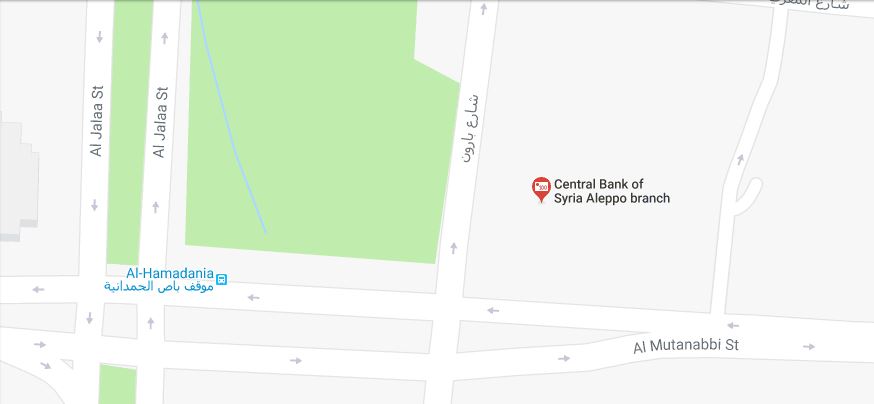 شارع
Al Jalaa St
Al Jalaa St
شارع بارون
Central Bank of
Syria Aleppo branch
Al-Hamadania
موقف باص الحمدانية
Al Mutanabbi St